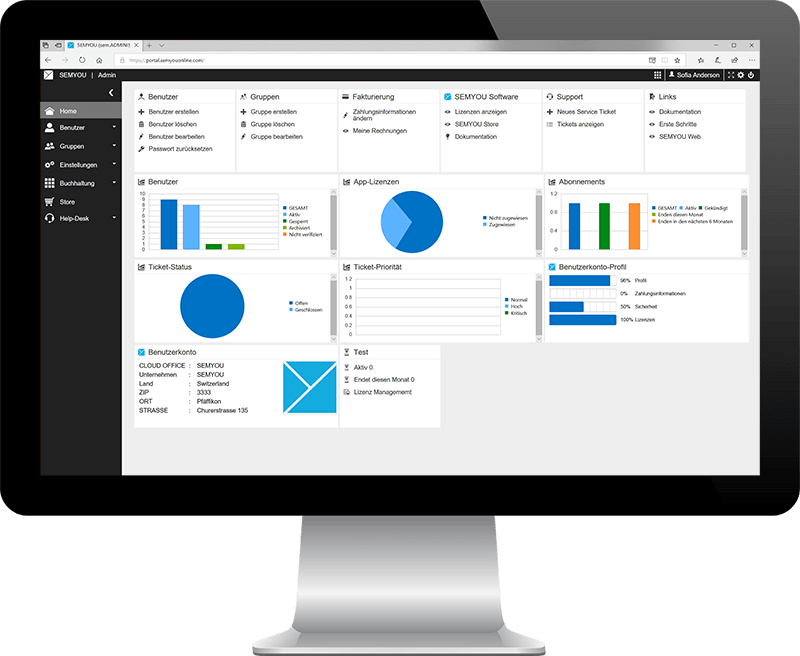 SEMYOU (sem.ADMIN!)
https://portal.semyouonline.com/
SEMYOU | Admin
Sofia Anderson
Home
Benutzer
Gruppen
Einstellungen
Buchhaltung
Store
Help-Desk
Benutzer
Benutzer erstellen
Benutzer löschen
Benutzer bearbeiten
Passwort zurücksetzen
Gruppen
Gruppe erstellen
Gruppe löschen
Gruppe bearbeiten
Fakturierung
Zahlungsinformationen
ändern
Meine Rechnungen
SEMYOU Software
Lizenzen anzeigen
SEMYOU Store
Dokumentation
Support
Neues Service Ticket
Tickets anzeigen
Links
Dokumentation
Erste Schritte
SEMYOU Web
Benutzer
10
9
8
7
6
5
4
3
2
1
0
GESAMT
Aktiv
Gesperrt
Archiviert
Nicht verifiziert
App-Lizenzen
Nicht zugewiesen
Zugewiesen
Abonnements
1.2
0.8
0.4
0
GESAMT Aktiv Gekündigt
Enden diesen Monat
Enden in den nächsten 6 Monaten
Ticket-Status
Offen
Geschlossen
Ticket-Priorität
1.2
1
0.8
0.6
0.4
0.2
0
Normal
Hoch
Kritisch
Benutzerkonto-Profil
96% Profil
0% Zahlungsinformationen
50% Sicherheit
100% Lizenzen
Benutzerkonto
CLOUD OFFICE : SEMYOU
Unternehmen : SEMYOU
Land : Switzerland
ZIP : 3333
ORT : Pfäffikon
STRASSE : Churerstrasse 135
Test
Aktiv 0
Endet diesen Monat 0
Lizenz Management